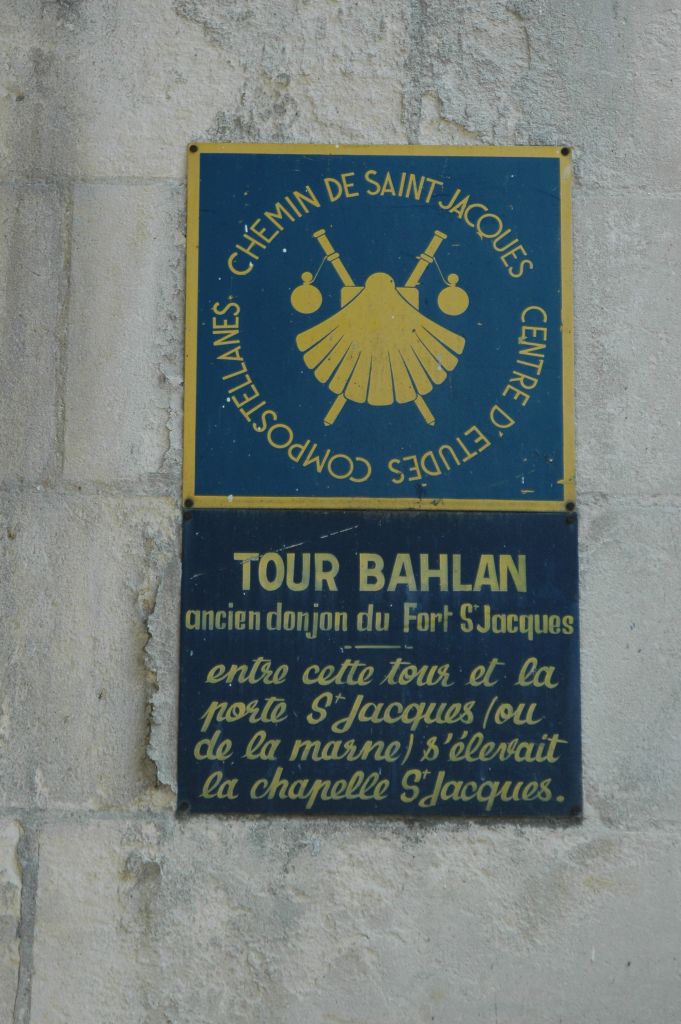 CHEMIN DE SAINT JACQUES
CENTRE D'ETUDES COMPOSTELLANES
TOUR BAHLAN
ancien donjon du Fort St Jacques
entre cette tour et la
porte St Jacques (ou
de la marne) s'élevait
la chapelle St Jacques.